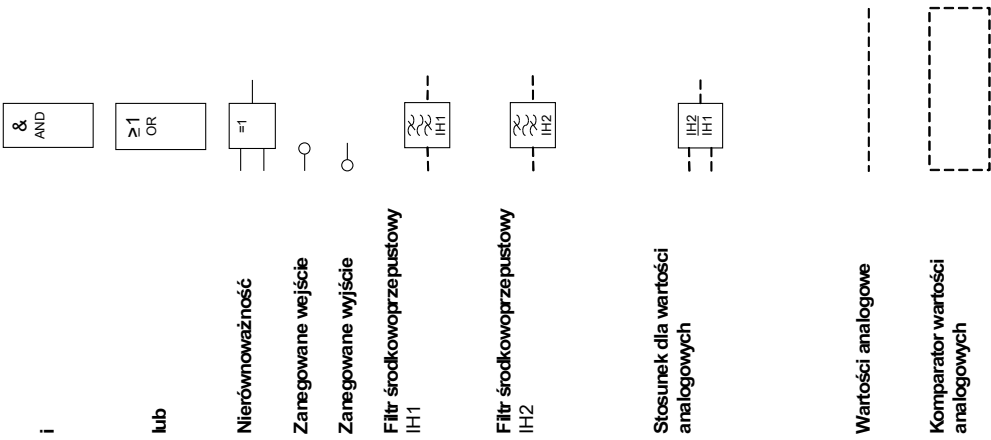 i
&
AND
lub
≥1
OR
Nierównoważność
=1
Zanegowane wejście
Zanegowane wyjście
Filtr środkowoprzepustowy
IH1
IH1
Filtr środkowoprzepustowy
IH2
IH2
Stosunek dla wartości
analogowych
IH2
IH1
Wartości analogowe
Komparator wartości
analogowych